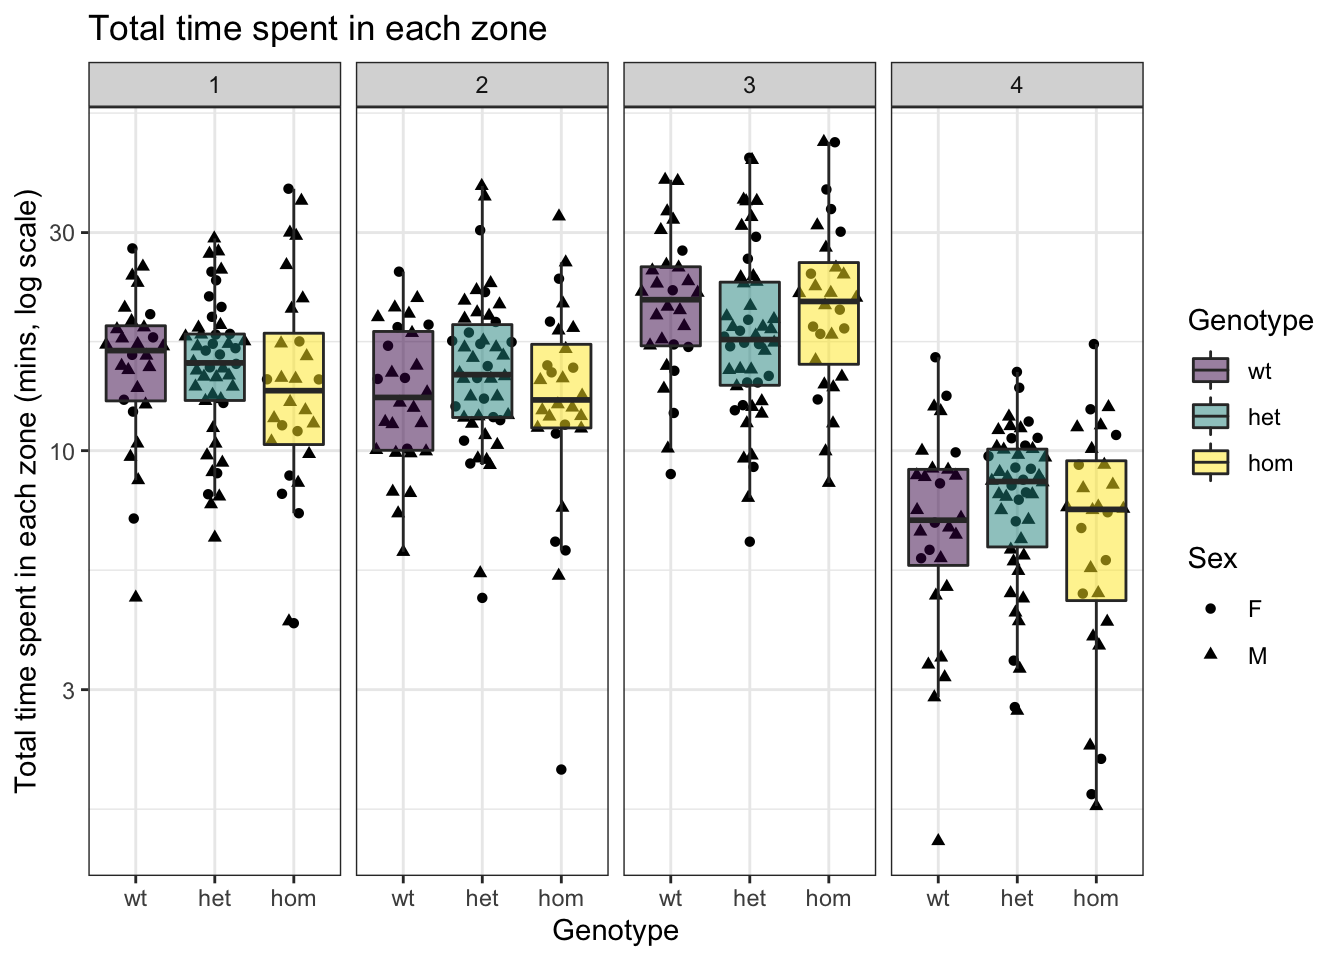 Total time spent in each zone
1 2 3 4
Total time spent in each zone (mins, log scale)
30
10
3
wt het hom wt het hom wt het hom wt het hom
Genotype
Genotype
wt
het
hom
Sex
F
M